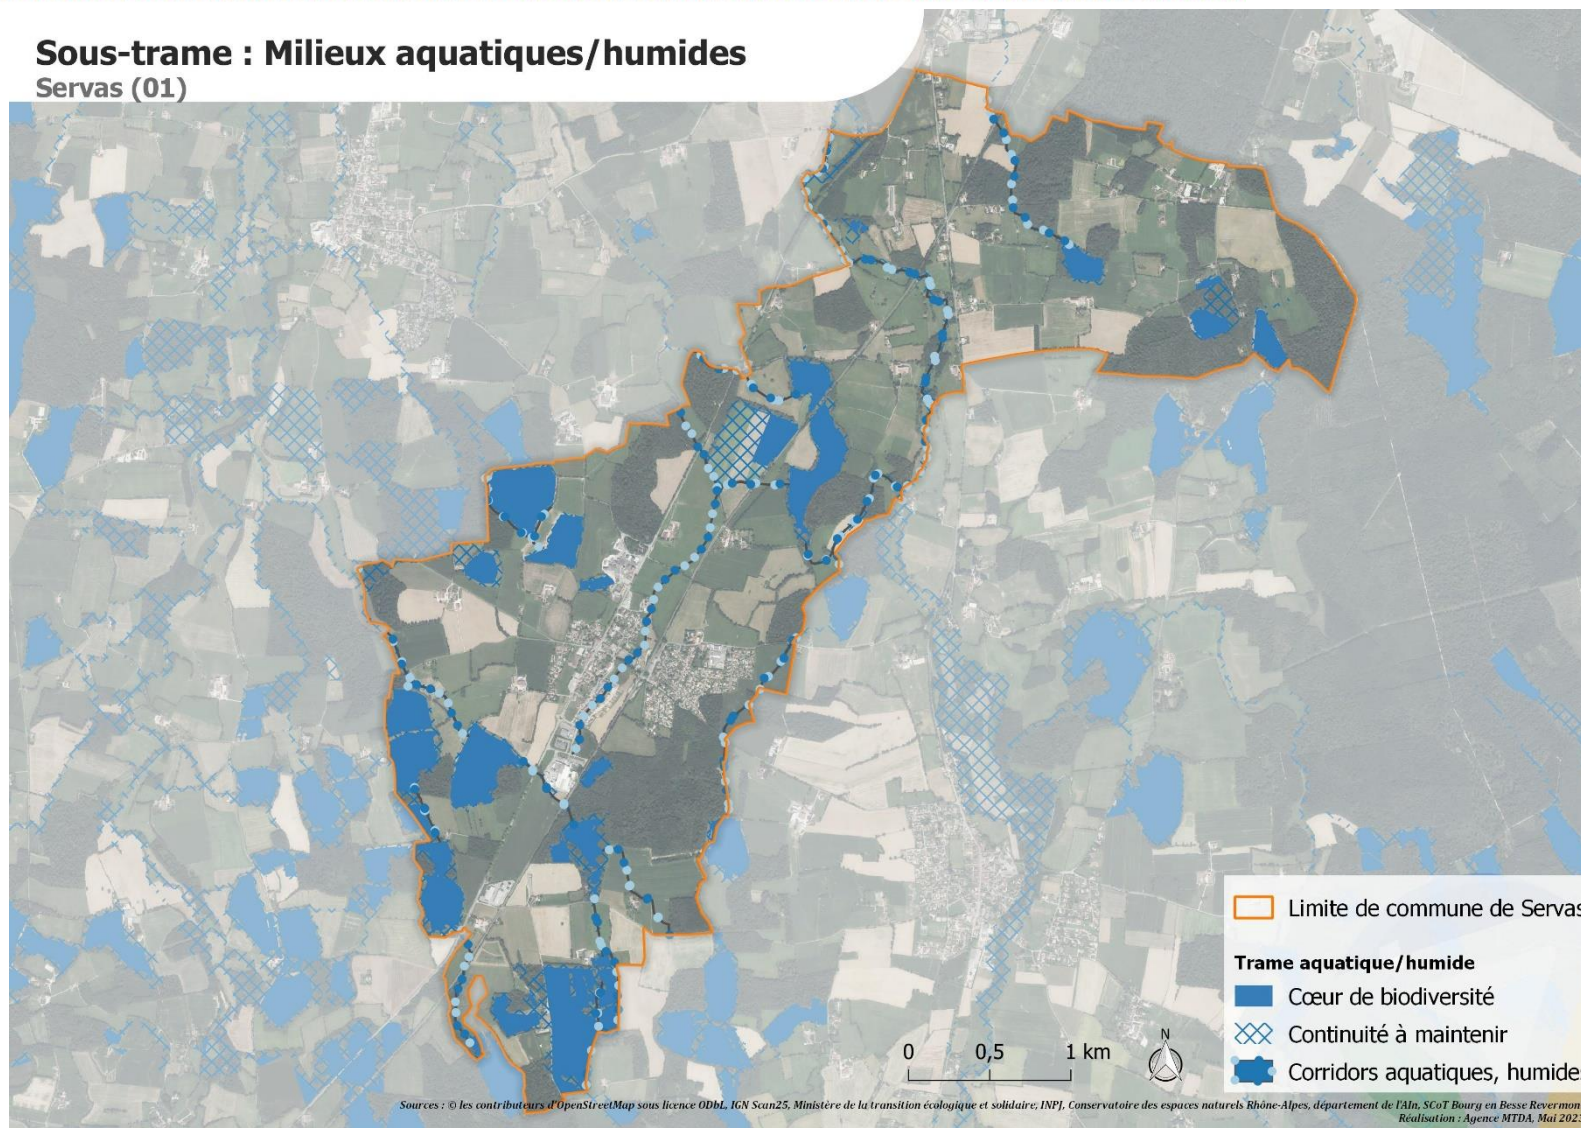 Sous-trame : Milieux aquatiques/humides
Servas (01)
Limite de commune de Servas
Trame aquatique/humide
Cœur de biodiversité
Continuité à maintenir
Corridors aquatiques, humides
N
0 0,5 1 km
Sources : © les contributeurs d'OpenStreetMap sous licence ODbL, IGN Scan25, Ministère de la transition écologique et solidaire, INPJ, Conservatoire des espaces naturels Rhône-Alpes, département de l'AIn, SCoT Bourg en Besse Revermon
Réalisation : Agence MTDA, Mai 2023